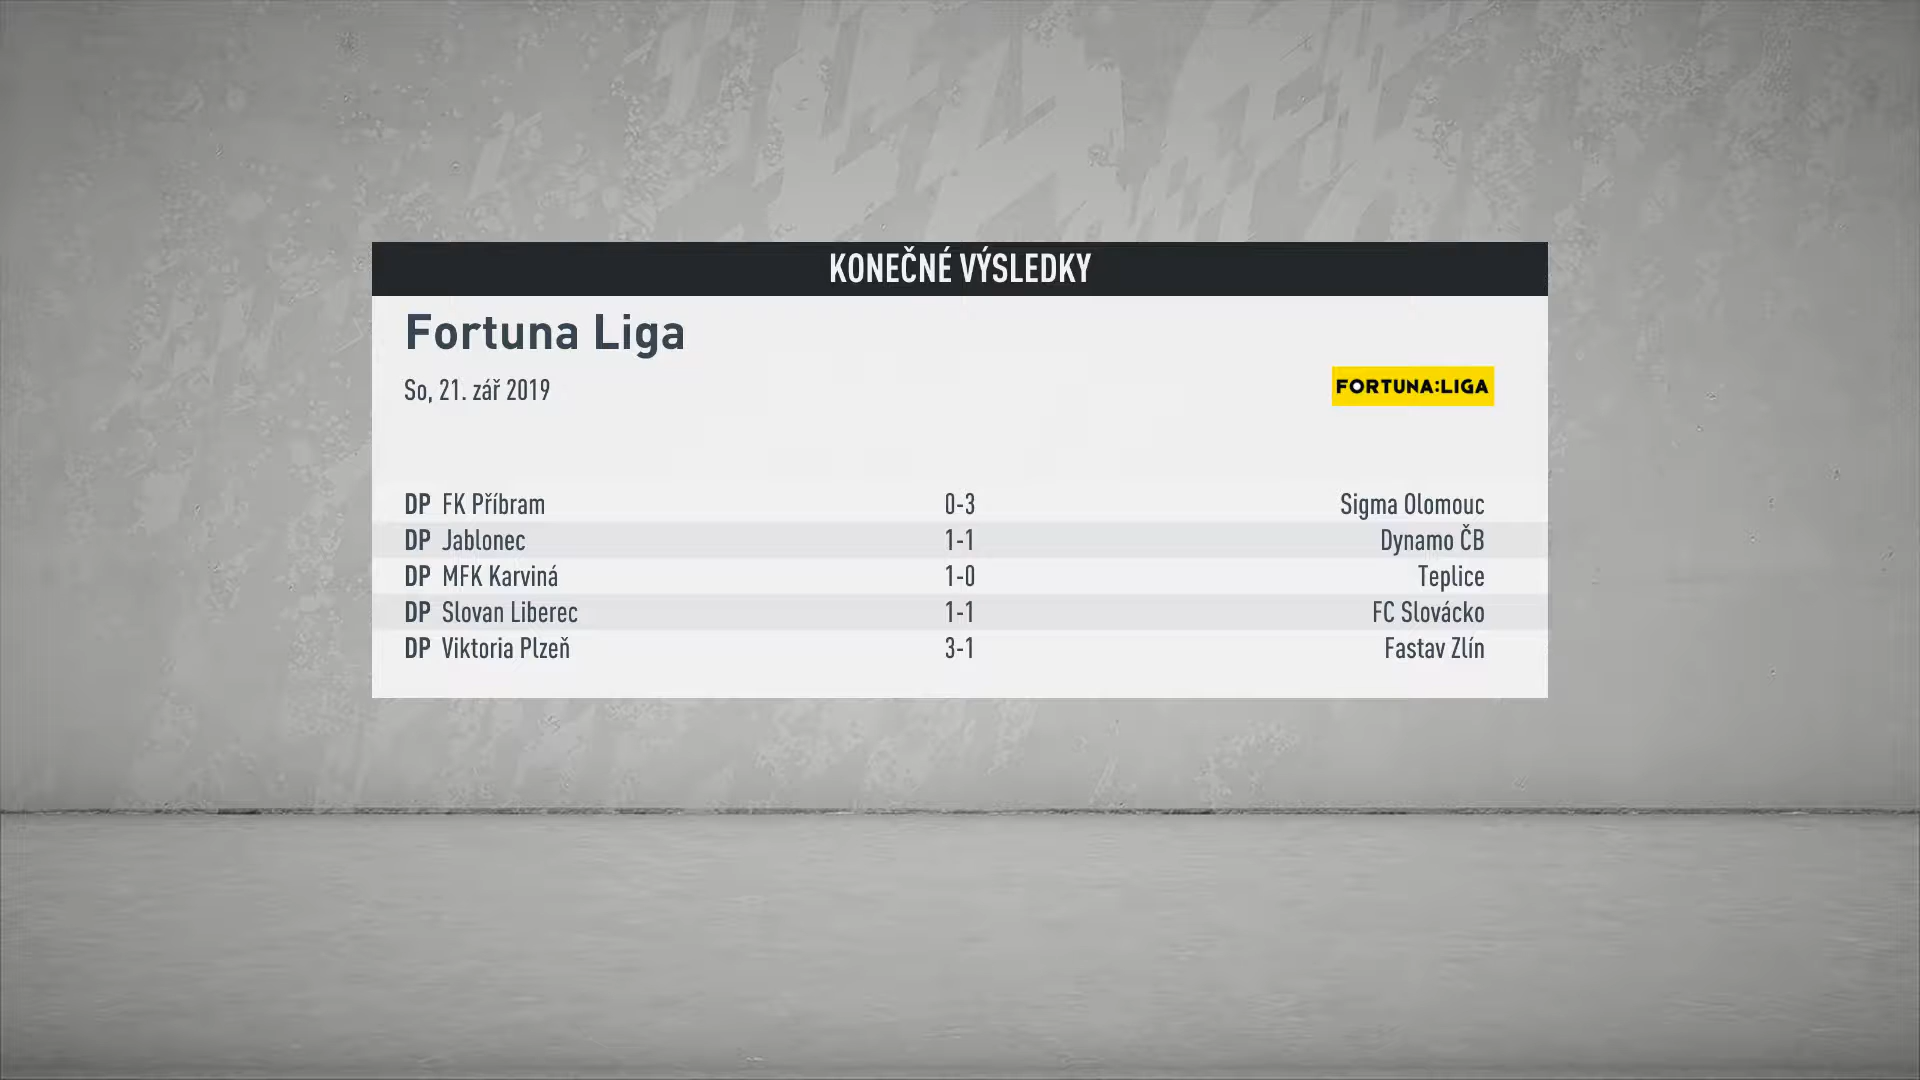 KONEČNÉ VÝSLEDKY
Fortuna Liga
So, 21. zář 2019
FORTUNA:LIGA
DP FK Příbram 0-3 Sigma Olomouc
DP Jablonec 1-1 Dynamo ČB
DP MFK Karviná 1-0 Teplice
DP Slovan Liberec 1-1 FC Slovácko
DP Viktoria Plzeň 3-1 Fastav Zlín